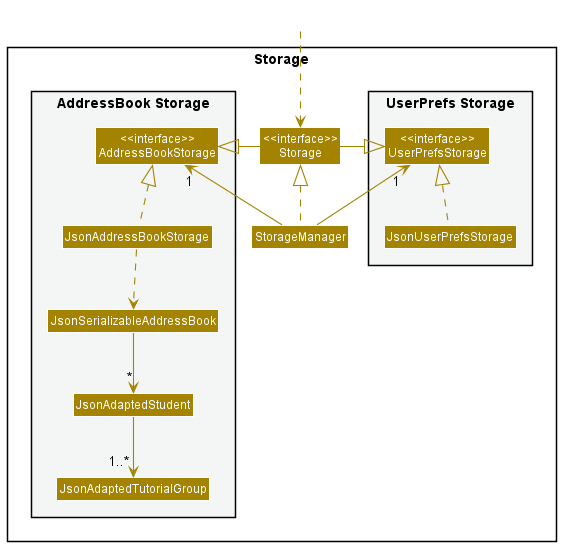 Storage
AddressBook Storage
UserPrefs Storage
<<interface>>
AddressBookStorage
<<interface>>
Storage
<<interface>>
UserPrefsStorage
1
1
JsonAddressBookStorage
StorageManager
JsonUserPrefsStorage
JsonSerializableAddressBook
*
JsonAdaptedStudent
1..*
JsonAdaptedTutorialGroup